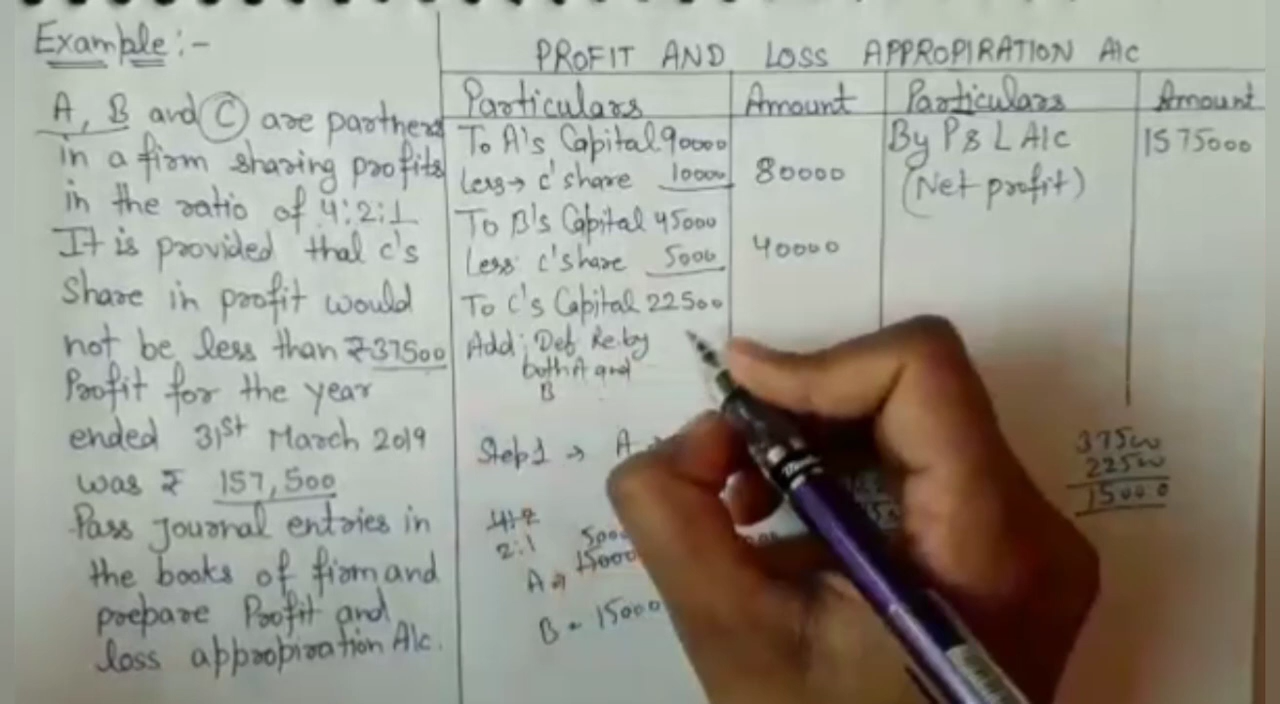 Example:-
A, B and C are partners
in a firm sharing profits
in the ratio of 4:2:1
It is provided that c's
Share in profit would
not be less than ₹37500
Profit for the year
ended 31st March 2019
was ₹ 157,500
Pass Journal entries in
the books of firm and
prepare Profit and
loss appropiration A/c.
PROFIT AND LOSS APPROPIRATION A/c
Particulars Amount Particulars Amount
To A's Capital 90000 By P & L A/c 1575000
Less→ c'share 10000 80000 (Net profit)
To B's Capital 45000
Less: c'share 5000 40000
To C's Capital 22500
Add: Def Re.by
both A and
B
Step 1 → A
37500
22500
15000
4:2
2:1
5000
A = 15000
B = 15000